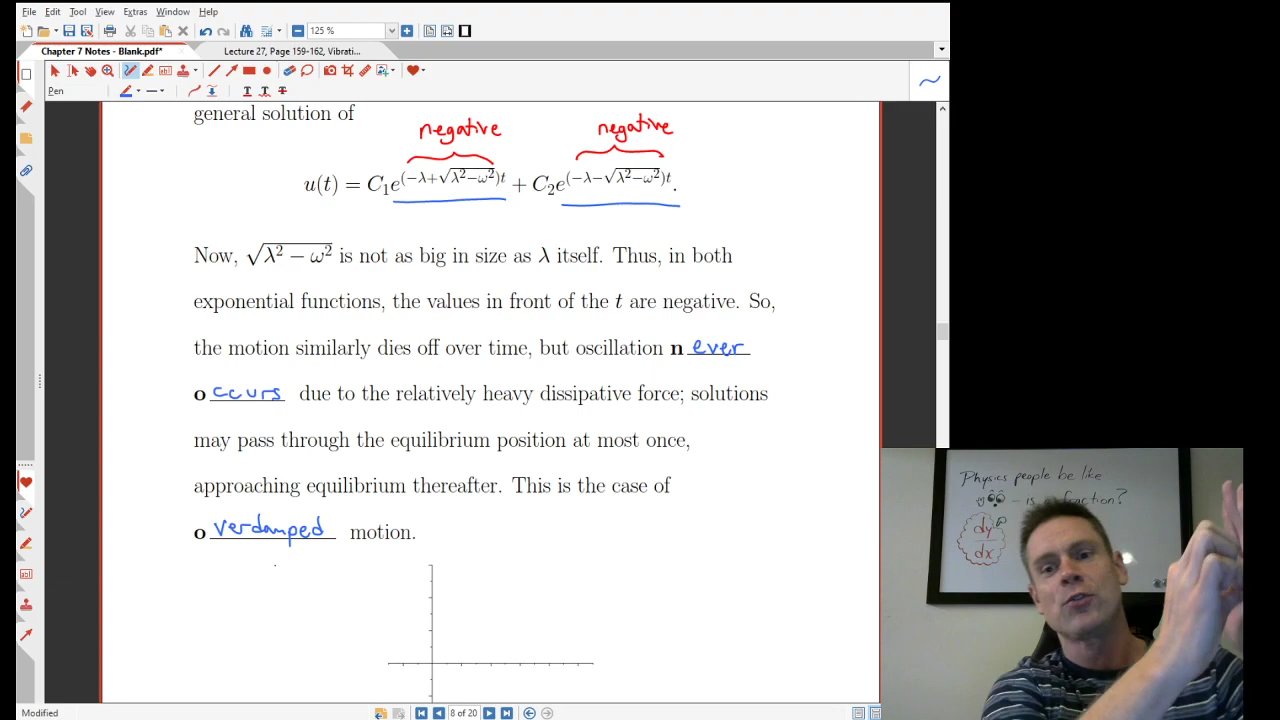 File Edit Tool View Extras Window Help
125 %
Chapter 7 Notes - Blank.pdf*
Lecture 27, Page 159-162, Vibrati...
Pen
general solution of
negative negative
u(t) = C₁e^{(−λ+√(λ²−ω²))t} + C₂e^{(−λ−√(λ²−ω²))t}.
Now, √(λ² − ω²) is not as big in size as λ itself. Thus, in both
exponential functions, the values in front of the t are negative. So,
the motion similarly dies off over time, but oscillation never
occurs due to the relatively heavy dissipative force; solutions
may pass through the equilibrium position at most once,
approaching equilibrium thereafter. This is the case of
overdamped motion.
Physics people be like
is a fraction?
dy
dx
Modified
8 of 20